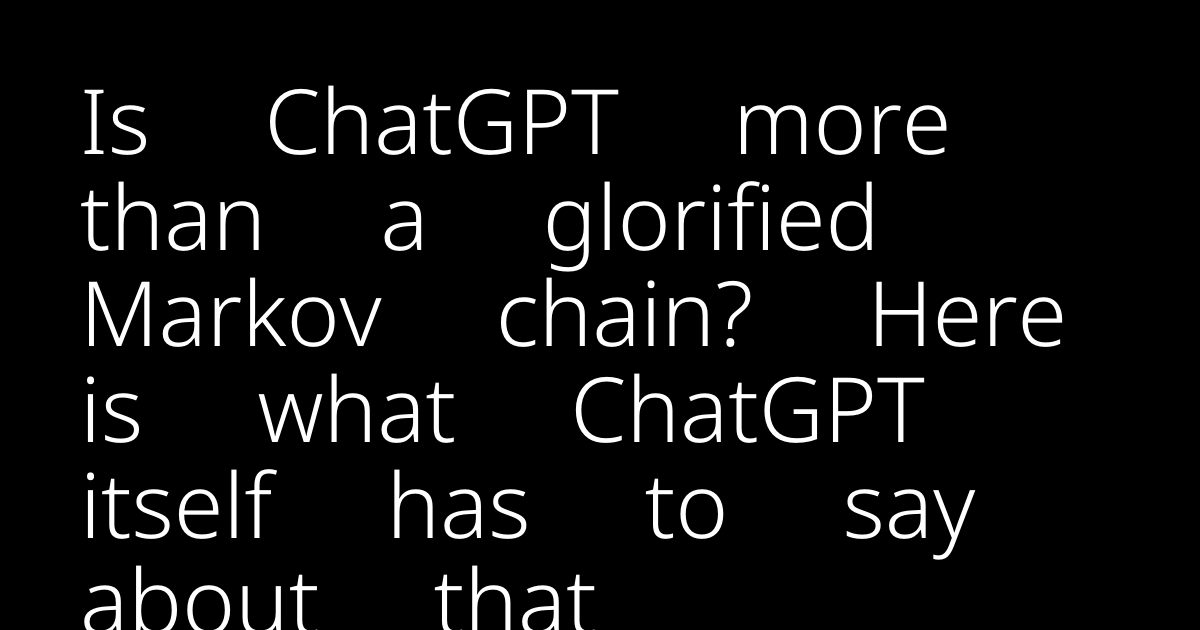 Is ChatGPT more
than a glorified
Markov chain? Here
is what ChatGPT
itself has to say
about that